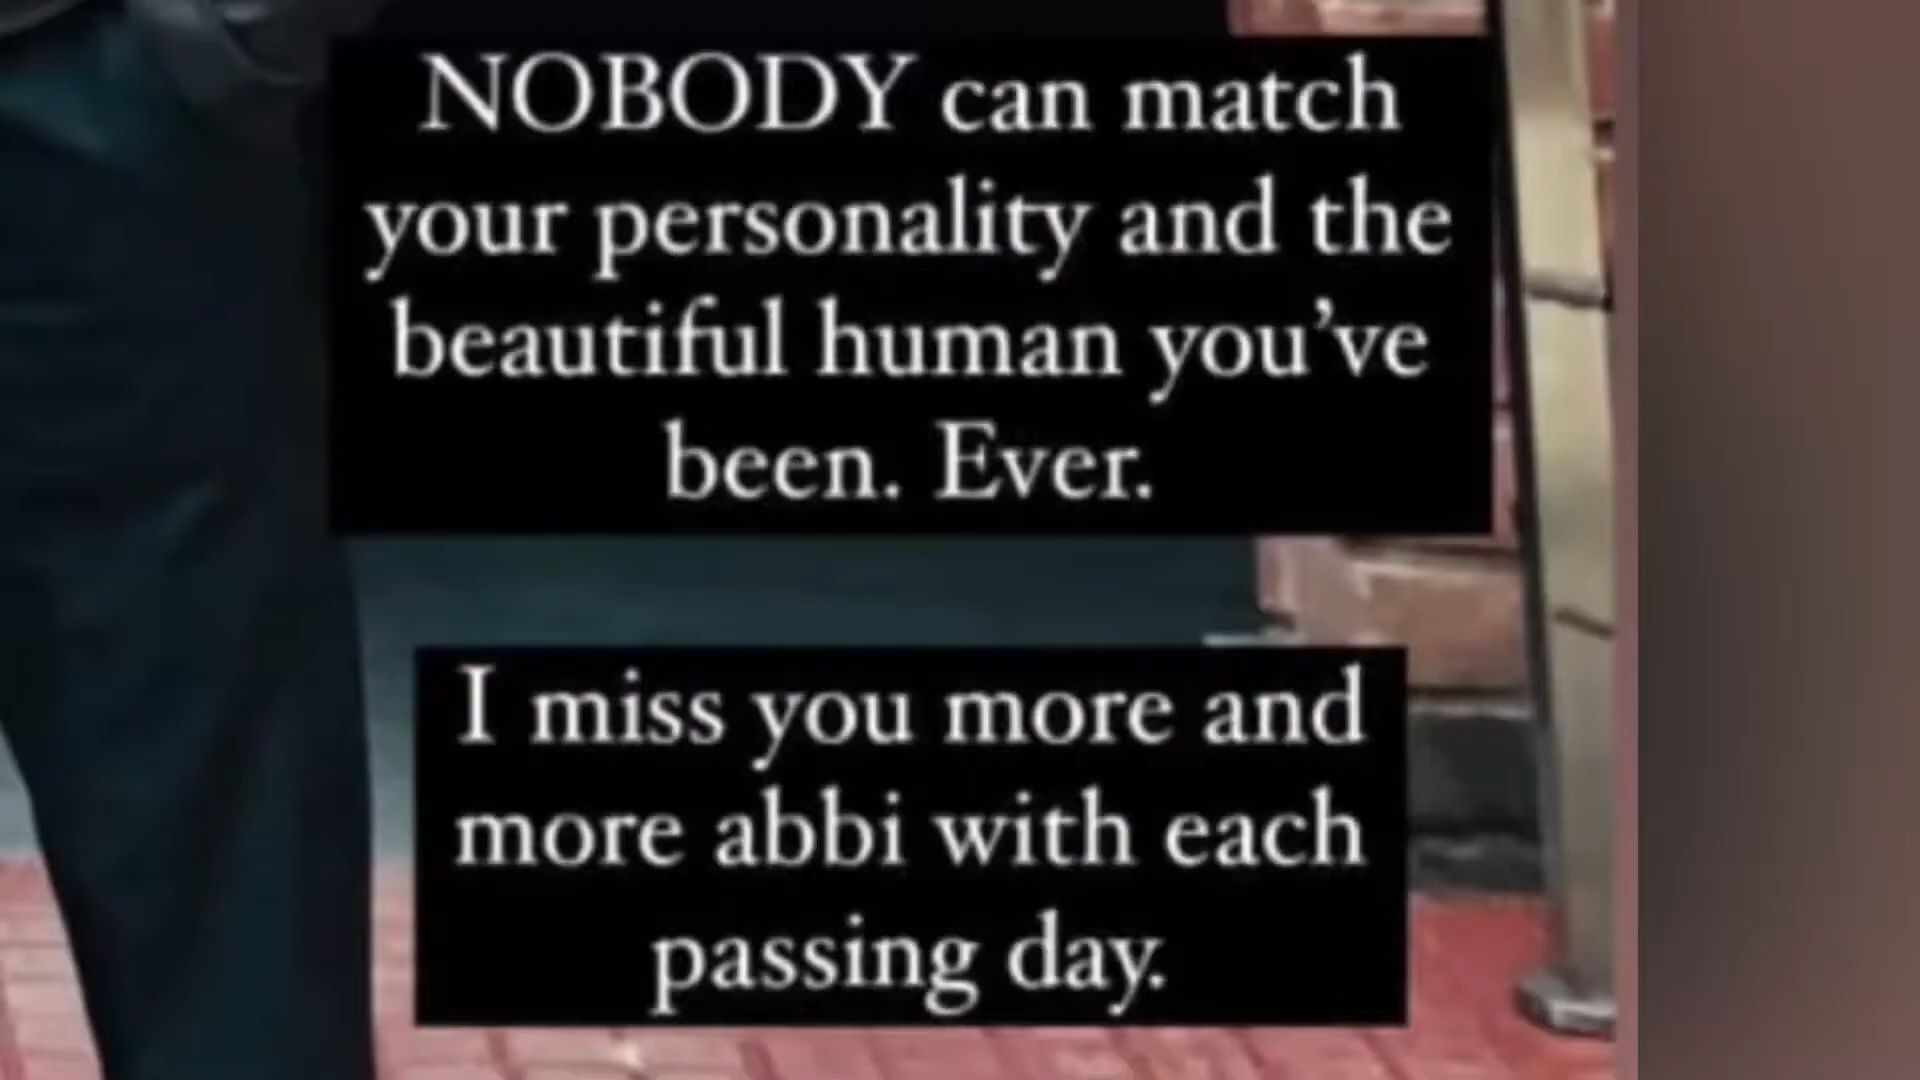 NOBODY can match
your personality and the
beautiful human you've
been. Ever.
I miss you more and
more abbi with each
passing day.